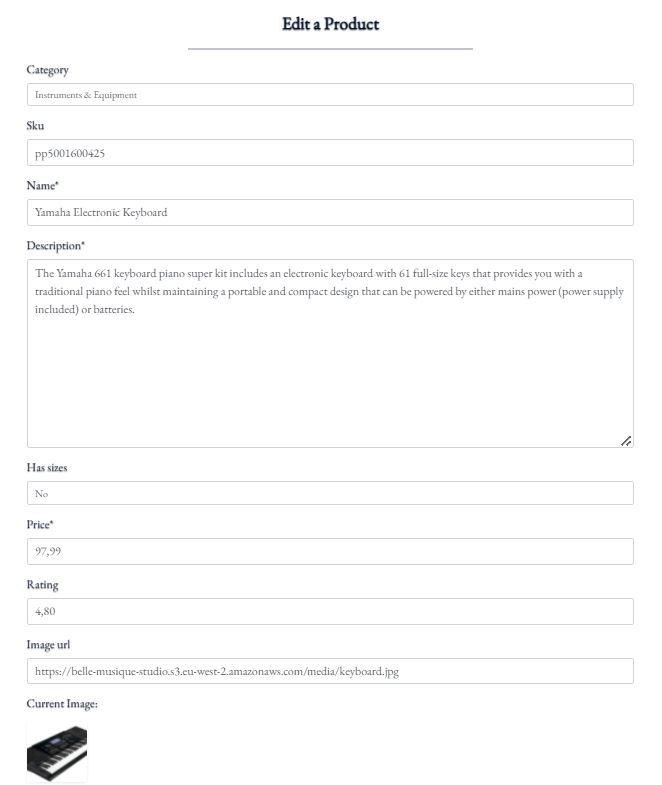 Edit a Product
Category
Instruments & Equipment
Sku
pp5001600425
Name*
Yamaha Electronic Keyboard
Description*
The Yamaha 661 keyboard piano super kit includes an electronic keyboard with 61 full-size keys that provides you with a
traditional piano feel whilst maintaining a portable and compact design that can be powered by either mains power (power supply
included) or batteries.
Has sizes
No
Price*
97,99
Rating
4,80
Image url
https://belle-musique-studio.s3.eu-west-2.amazonaws.com/media/keyboard.jpg
Current Image: